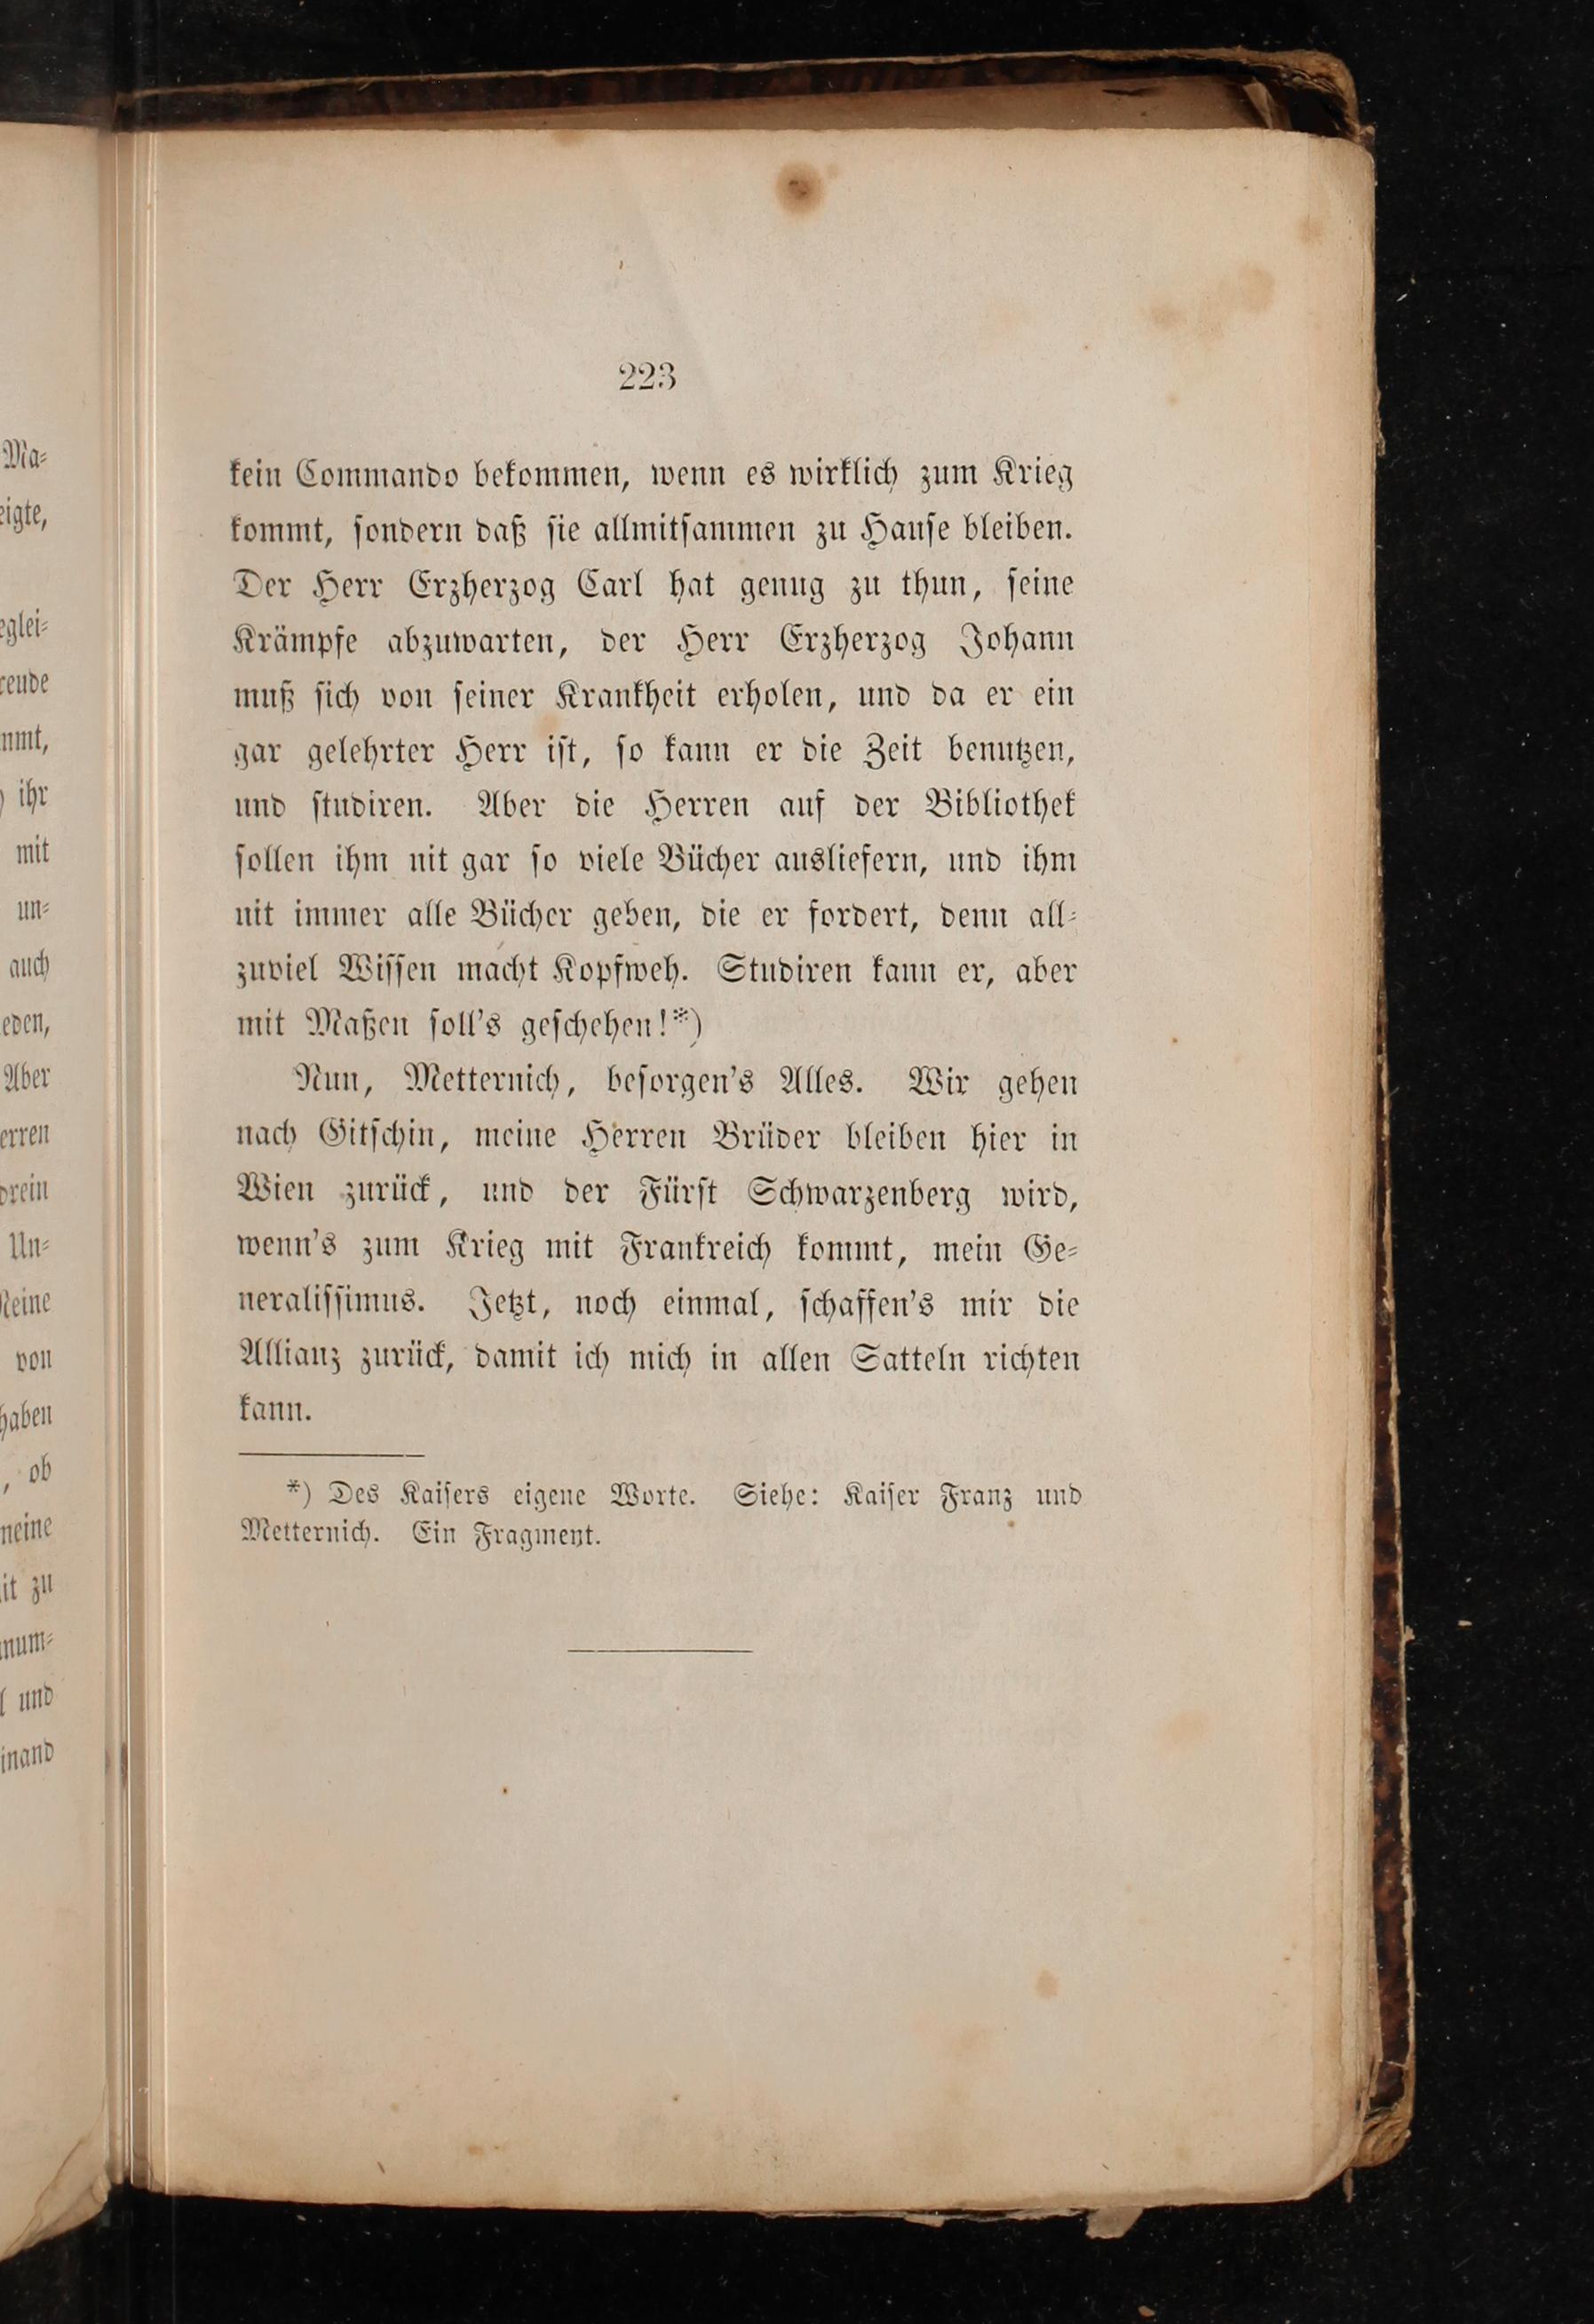 223
kein Commando bekommen, wenn es wirklich zum Krieg
kommt, sondern daß sie allmitsammen zu Hause bleiben.
Der Herr Erzherzog Carl hat genug zu thun, seine
Krämpfe abzuwarten, der Herr Erzherzog Johann
muß sich von seiner Krankheit erholen, und da er ein
gar gelehrter Herr ist, so kann er die Zeit benutzen,
und studiren. Aber die Herren auf der Bibliothek
sollen ihm nit gar so viele Bücher ausliefern, und ihm
nit immer alle Bücher geben, die er fordert, denn all-
zuviel Wissen macht Kopfweh. Studiren kann er, aber
mit Maßen soll's geschehen!*)
Nun, Metternich, besorgen's Alles. Wir gehen
nach Gitschin, meine Herren Brüder bleiben hier in
Wien zurück, und der Fürst Schwarzenberg wird,
wenn's zum Krieg mit Frankreich kommt, mein Ge-
neralissimus. Jetzt, noch einmal, schaffen's mir die
Allianz zurück, damit ich mich in allen Satteln richten
kann.
*) Des Kaisers eigene Worte. Siehe: Kaiser Franz und
Metternich. Ein Fragment.